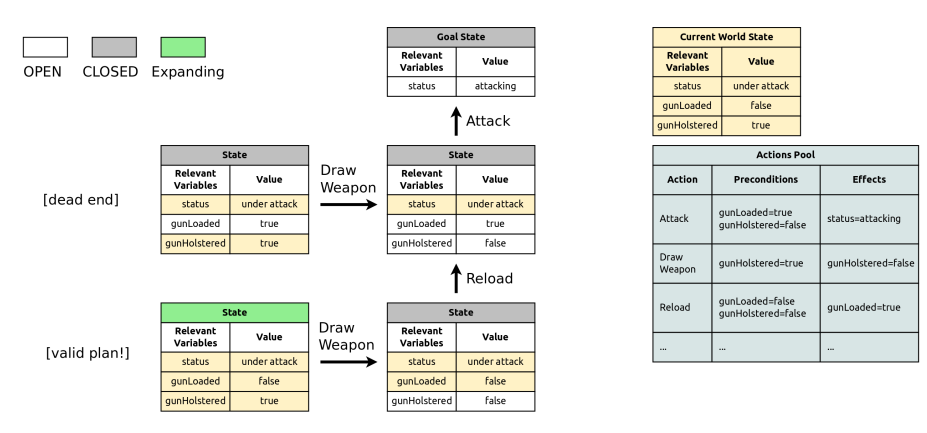 OPEN CLOSED Expanding
Goal State
Relevant Variables Value
status attacking
Attack
Current World State
Relevant Variables Value
status under attack
gunLoaded false
gunHolstered true
[dead end]
State
Relevant Variables Value
status under attack
gunLoaded true
gunHolstered true
Draw
Weapon
State
Relevant Variables Value
status under attack
gunLoaded true
gunHolstered false
Reload
[valid plan!]
State
Relevant Variables Value
status under attack
gunLoaded false
gunHolstered true
Draw
Weapon
State
Relevant Variables Value
status under attack
gunLoaded false
gunHolstered false
Actions Pool
Action Preconditions Effects
Attack gunLoaded=true gunHolstered=false status=attacking
Draw Weapon gunHolstered=true gunHolstered=false
Reload gunLoaded=false gunHolstered=false gunLoaded=true
... ... ...